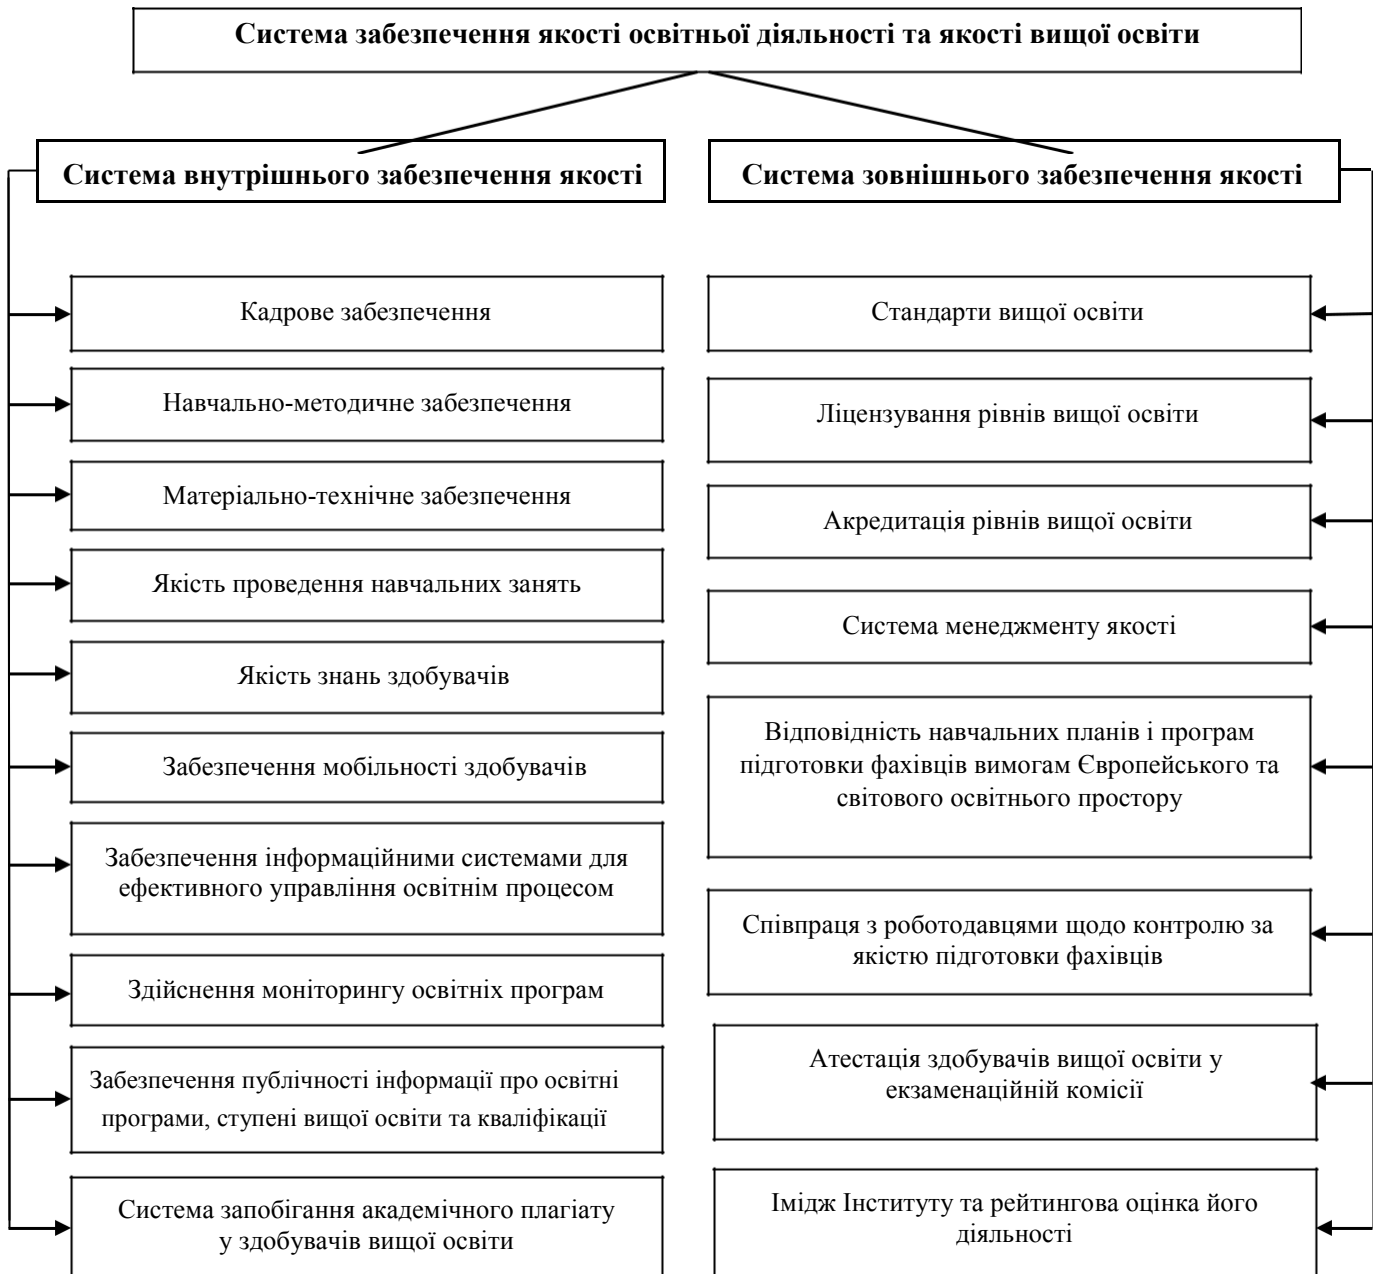 Система забезпечення якості освітньої діяльності та якості вищої освіти
Система внутрішнього забезпечення якості
Кадрове забезпечення
Навчально-методичне забезпечення
Матеріально-технічне забезпечення
Якість проведення навчальних занять
Якість знань здобувачів
Забезпечення мобільності здобувачів
Забезпечення інформаційними системами для
ефективного управління освітнім процесом
Здійснення моніторингу освітніх програм
Забезпечення публічності інформації про освітні
програми, ступені вищої освіти та кваліфікації
Система запобігання академічного плагіату
у здобувачів вищої освіти
Система зовнішнього забезпечення якості
Стандарти вищої освіти
Ліцензування рівнів вищої освіти
Акредитація рівнів вищої освіти
Система менеджменту якості
Відповідність навчальних планів і програм
підготовки фахівців вимогам Європейського та
світового освітнього простору
Співпраця з роботодавцями щодо контролю за
якістю підготовки фахівців
Атестація здобувачів вищої освіти у
екзаменаційній комісії
Імідж Інституту та рейтингова оцінка його
діяльності